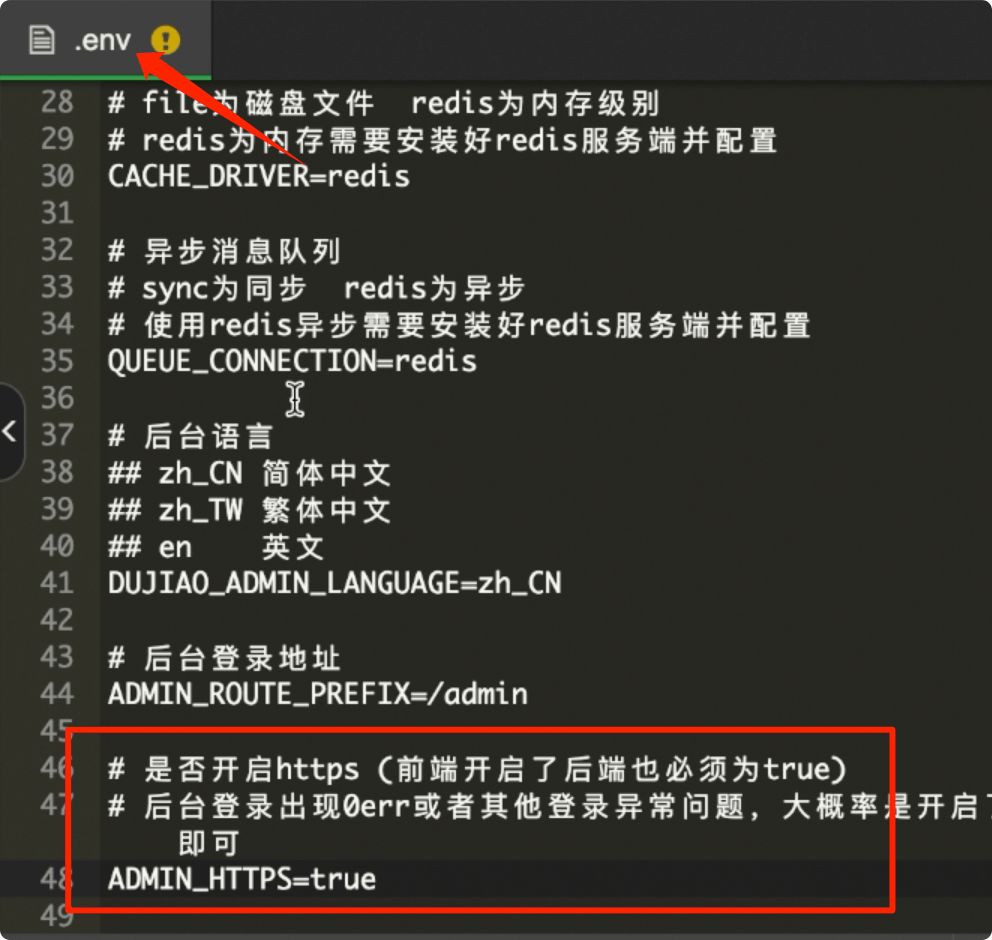 .env
28 # file为磁盘文件  redis为内存级别
29 # redis为内存需要安装好redis服务端并配置
30 CACHE_DRIVER=redis
31
32 # 异步消息队列
33 # sync为同步  redis为异步
34 # 使用redis异步需要安装好redis服务端并配置
35 QUEUE_CONNECTION=redis
36
37 # 后台语言
38 ## zh_CN 简体中文
39 ## zh_TW 繁体中文
40 ## en    英文
41 DUJIAO_ADMIN_LANGUAGE=zh_CN
42
43 # 后台登录地址
44 ADMIN_ROUTE_PREFIX=/admin
45
46 # 是否开启https (前端开启了后端也必须为true)
47 # 后台登录出现0err或者其他登录异常问题，大概率是开启了
即可
48 ADMIN_HTTPS=true
49